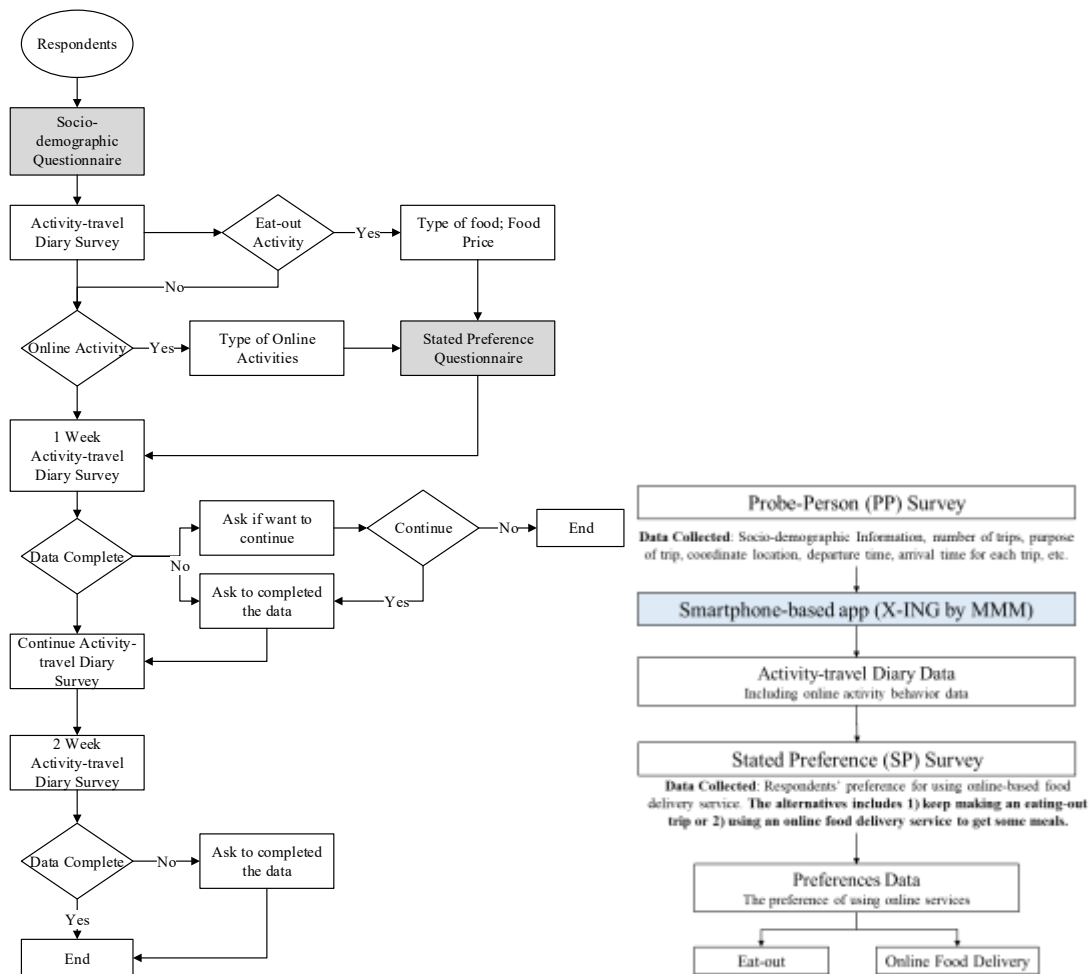 Respondents
Socio-
demographic
Questionnaire
Activity-travel
Diary Survey
Eat-out
Activity
Yes
Type of food; Food
Price
No
Online Activity
Yes
Type of Online
Activities
Stated Preference
Questionnaire
1 Week
Activity-travel
Diary Survey
Data Complete
No
Ask if want to
continue
Continue
No
End
Ask to completed
the data
Yes
Continue Activity-
travel Diary
Survey
2 Week
Activity-travel
Diary Survey
Data Complete
No
Ask to completed
the data
Yes
End
Probe-Person (PP) Survey
Data Collected: Socio-demographic Information, number of trips, purpose
of trip, coordinate location, departure time, arrival time for each trip, etc.
Smartphone-based app (X-ING by MMM)
Activity-travel Diary Data
Including online activity behavior data
Stated Preference (SP) Survey
Data Collected: Respondents' preference for using online-based food
delivery service. The alternatives includes 1) keep making an eating-out
trip or 2) using an online food delivery service to get some meals.
Preferences Data
The preference of using online services
Eat-out
Online Food Delivery